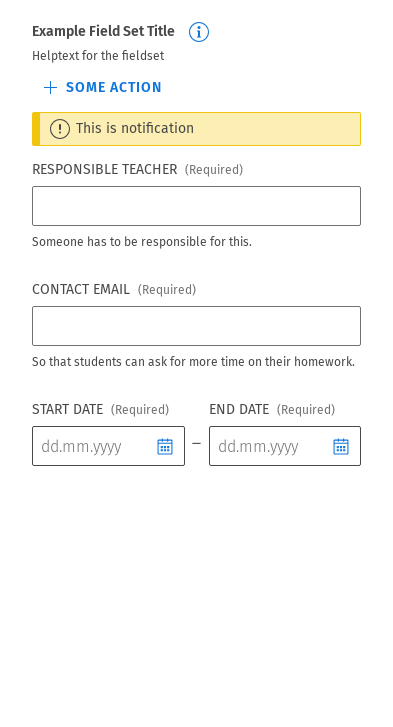 Example Field Set Title
Helptext for the fieldset
SOME ACTION
This is notification
RESPONSIBLE TEACHER (Required)
Someone has to be responsible for this.
CONTACT EMAIL (Required)
So that students can ask for more time on their homework.
START DATE (Required) END DATE (Required)
dd.mm.yyyy – dd.mm.yyyy